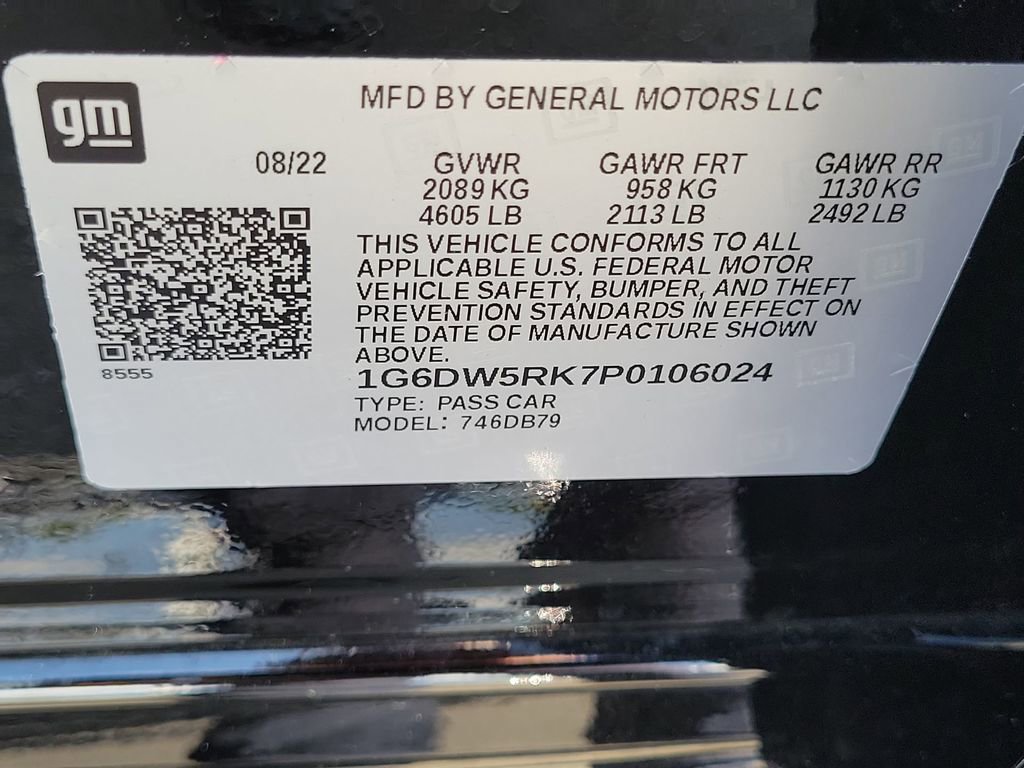 gm
MFD BY GENERAL MOTORS LLC
08/22 GVWR GAWR FRT GAWR RR
2089 KG 958 KG 1130 KG
4605 LB 2113 LB 2492 LB
THIS VEHICLE CONFORMS TO ALL
APPLICABLE U.S. FEDERAL MOTOR
VEHICLE SAFETY, BUMPER, AND THEFT
PREVENTION STANDARDS IN EFFECT ON
THE DATE OF MANUFACTURE SHOWN
ABOVE.
8555
1G6DW5RK7P0106024
TYPE: PASS CAR
MODEL: 746DB79